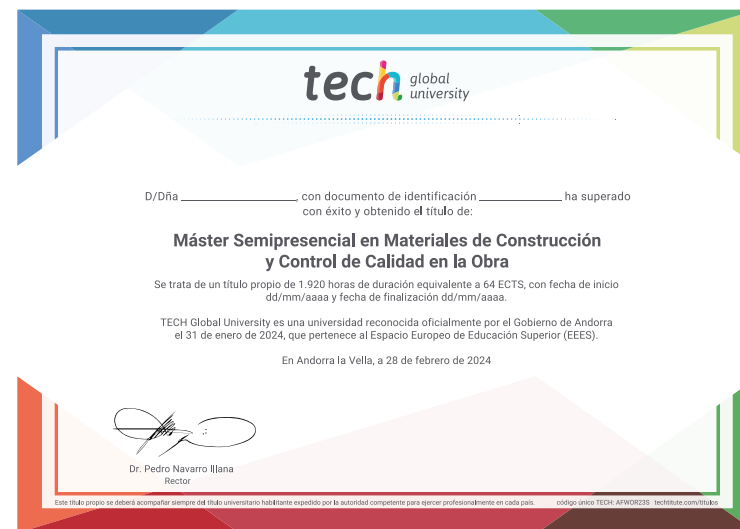 tech global university
D/Dña ______________, con documento de identificación ______________ ha superado
con éxito y obtenido el título de:
Máster Semipresencial en Materiales de Construcción
y Control de Calidad en la Obra
Se trata de un título propio de 1.920 horas de duración equivalente a 64 ECTS, con fecha de inicio
dd/mm/aaaa y fecha de finalización dd/mm/aaaa.
TECH Global University es una universidad reconocida oficialmente por el Gobierno de Andorra
el 31 de enero de 2024, que pertenece al Espacio Europeo de Educación Superior (EEES).
En Andorra la Vella, a 28 de febrero de 2024
Dr. Pedro Navarro Illana
Rector
Este título propio se deberá acompañar siempre del título universitario habilitante expedido por la autoridad competente para ejercer profesionalmente en cada país. código único TECH: AFWOR23S techtitute.com/titulos